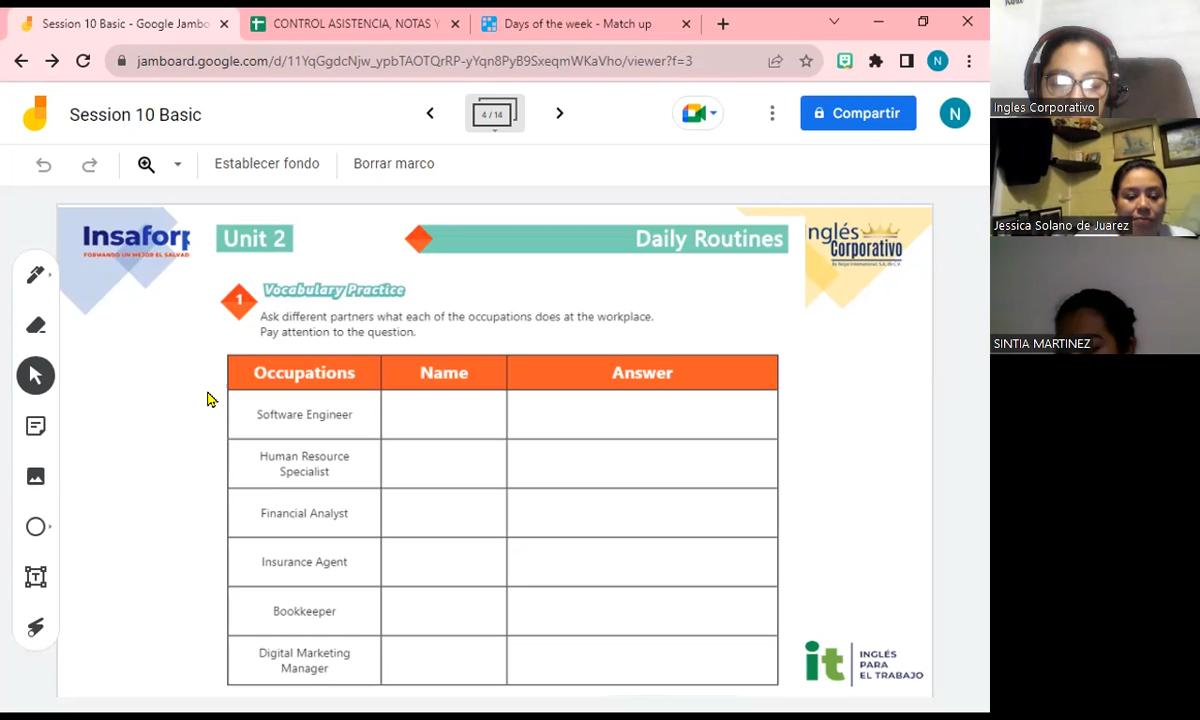 Session 10 Basic - Google Jambo
CONTROL ASISTENCIA, NOTAS Y
Days of the week - Match up
jamboard.google.com/d/11YqGgdcNjw_ypbTAOTQrRP-yYqn8PyB9SxeqmWKaVho/viewer?f=3
N
Session 10 Basic
4 / 14
Compartir
N
Establecer fondo
Borrar marco
Insaforp
FORMANDO UN MEJOR EL SALVAD
Unit 2
Daily Routines
nglés
Corporativo
1
Vocabulary Practice
Ask different partners what each of the occupations does at the workplace.
Pay attention to the question.
Occupations Name Answer
Software Engineer
Human Resource
Specialist
Financial Analyst
Insurance Agent
Bookkeeper
Digital Marketing
Manager
it
INGLÉS
PARA
EL TRABAJO
Ingles Corporativo
Jessica Solano de Juarez
SINTIA MARTINEZ